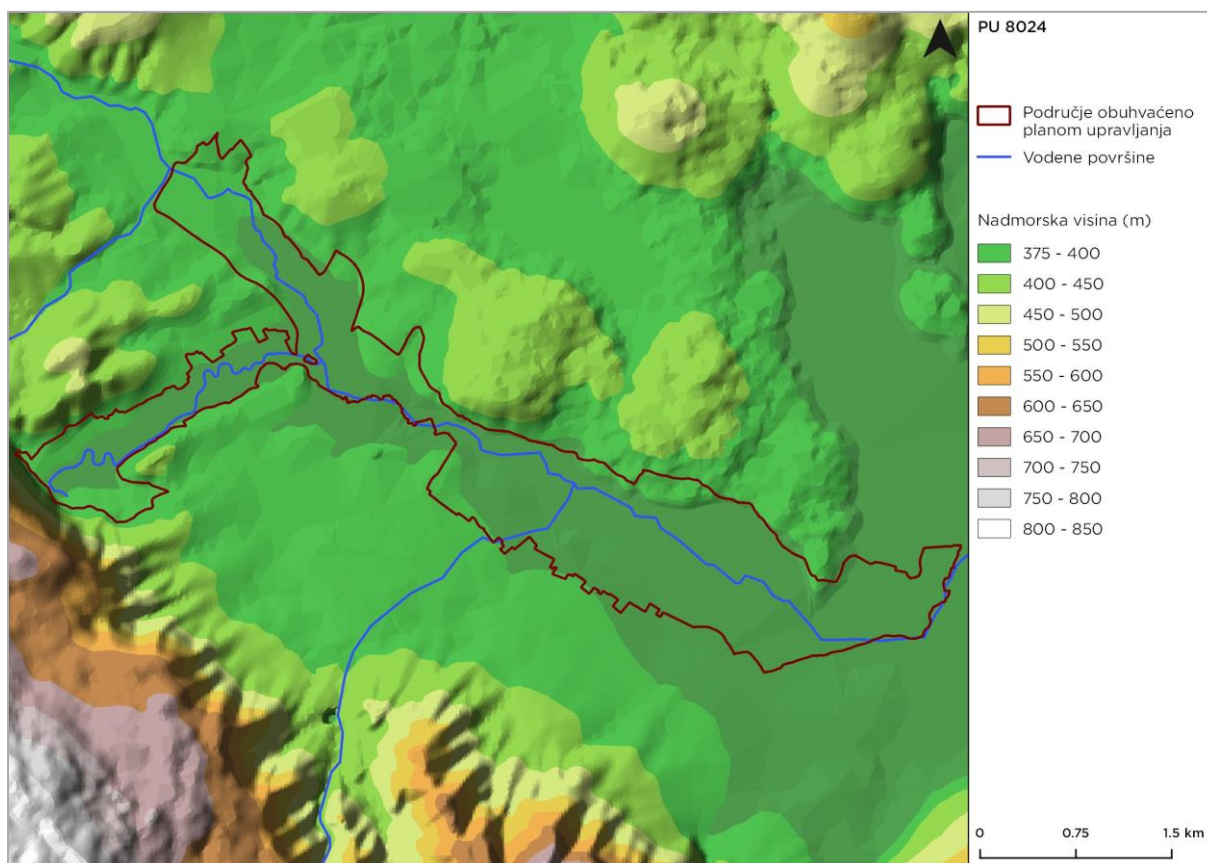 PU 8024
Područje obuhvaćeno
planom upravljanja
Vodene površine
Nadmorska visina (m)
375 - 400
400 - 450
450 - 500
500 - 550
550 - 600
600 - 650
650 - 700
700 - 750
750 - 800
800 - 850
0 0.75 1.5 km